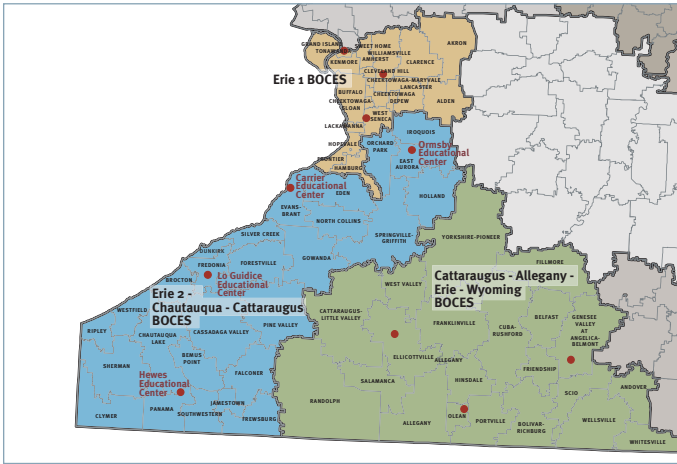 GRAND ISLAND
TONAWANDA
SWEET HOME
AKRON
WILLIAMSVILLE
AMHERST
KENMORE
CLARENCE
CLEVELAND HILL
CHEEKTOWAGA-MARYVALE
LANCASTER
Erie 1 BOCES
BUFFALO
CHEEKTOWAGA
DEPEW
CHEEKTOWAGA-
SLOAN
ALDEN
WEST
SENECA
LACKAWANNA
IROQUOIS
HOPEVALE
ORCHARD
PARK
Ormsby
Educational
Center
EAST
AURORA
FRONTIER
HAMBURG
Carrier
Educational
Center
EDEN
HOLLAND
EVANS-
BRANT
NORTH COLLINS
SILVER CREEK
SPRINGVILLE-
GRIFFITH
YORKSHIRE-PIONEER
DUNKIRK
GOWANDA
FREDONIA
FORESTVILLE
FILLMORE
Lo Guidice
Educational
Center
BROCTON
Cattaraugus - Allegany -
Erie - Wyoming
BOCES
WEST VALLEY
Erie 2 -
Chautauqua - Cattaraugus
BOCES
WESTFIELD
CATTARAUGUS-
LITTLE VALLEY
FRANKLINVILLE
BELFAST
GENESEE
VALLEY
AT
ANGELICA-
BELMONT
CUBA-
RUSHFORD
RIPLEY
CHAUTAUQUA
LAKE
CASSADAGA VALLEY
PINE VALLEY
BEMUS
POINT
ELLICOTTVILLE
ALLEGANY
SHERMAN
FALCONER
FRIENDSHIP
Hewes
Educational
Center
SALAMANCA
HINSDALE
ANDOVER
SCIO
RANDOLPH
JAMESTOWN
PANAMA
SOUTHWESTERN
CLYMER
FREWSBURG
OLEAN
PORTVILLE
ALLEGANY
BOLIVAR-
RICHBURG
WELLSVILLE
WHITESVILLE